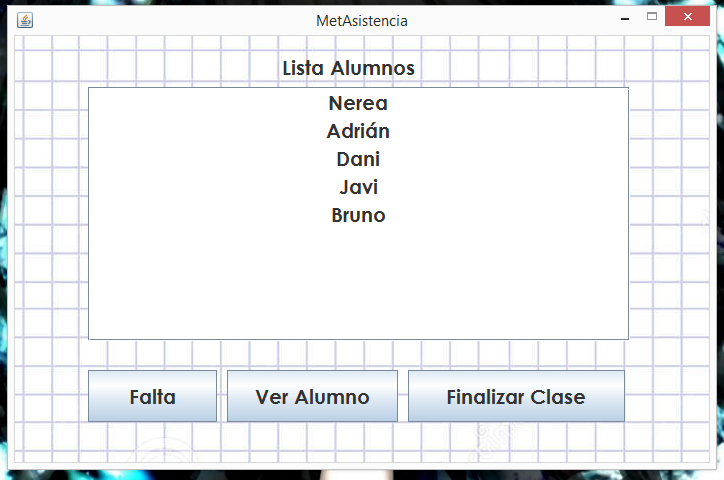 MetAsistencia
Lista Alumnos
Nerea
Adrián
Dani
Javi
Bruno
Falta
Ver Alumno
Finalizar Clase